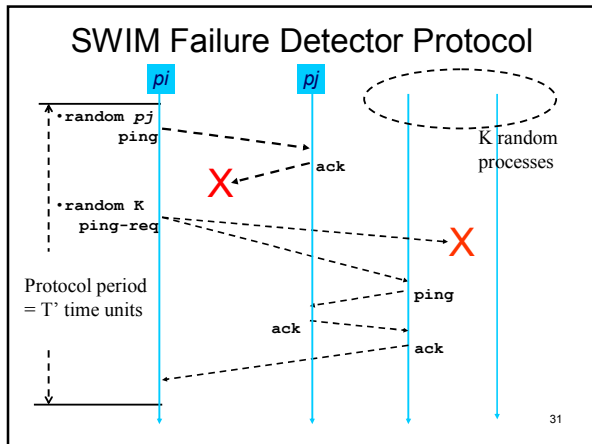 SWIM Failure Detector Protocol
pi
pj
•random pj
ping
K random
processes
ack
X
•random K
ping-req
X
Protocol period
= T’ time units
ping
ack
ack
31